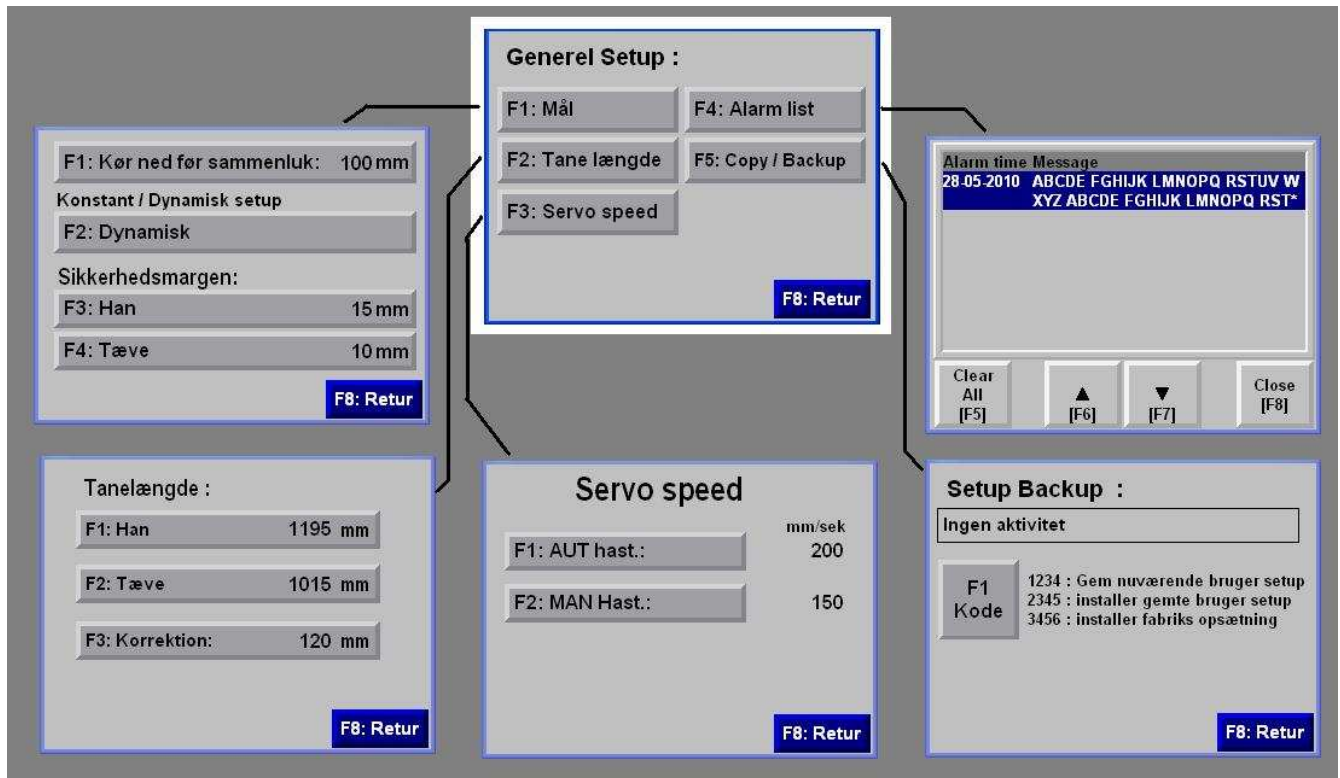 Generel Setup :
F1: Mål
F4: Alarm list
F2: Tane længde
F5: Copy / Backup
F3: Servo speed
F8: Retur
F1: Kør ned før sammenluk: 100 mm
Konstant / Dynamisk setup
F2: Dynamisk
Sikkerhedsmargen:
F3: Han 15 mm
F4: Tæve 10 mm
F8: Retur
Alarm time Message
28-05-2010 ABCDE FGHIJK LMNOPQ RSTUV W
XYZ ABCDE FGHIJK LMNOPQ RST*
Clear
All
[F5]
▲
[F6]
▼
[F7]
Close
[F8]
Tanelængde :
F1: Han 1195 mm
F2: Tæve 1015 mm
F3: Korrektion: 120 mm
F8: Retur
Servo speed
mm/sek
F1: AUT hast.: 200
F2: MAN Hast.: 150
F8: Retur
Setup Backup :
Ingen aktivitet
F1
Kode
1234 : Gem nuværende bruger setup
2345 : installer gemte bruger setup
3456 : installer fabriks opsætning
F8: Retur